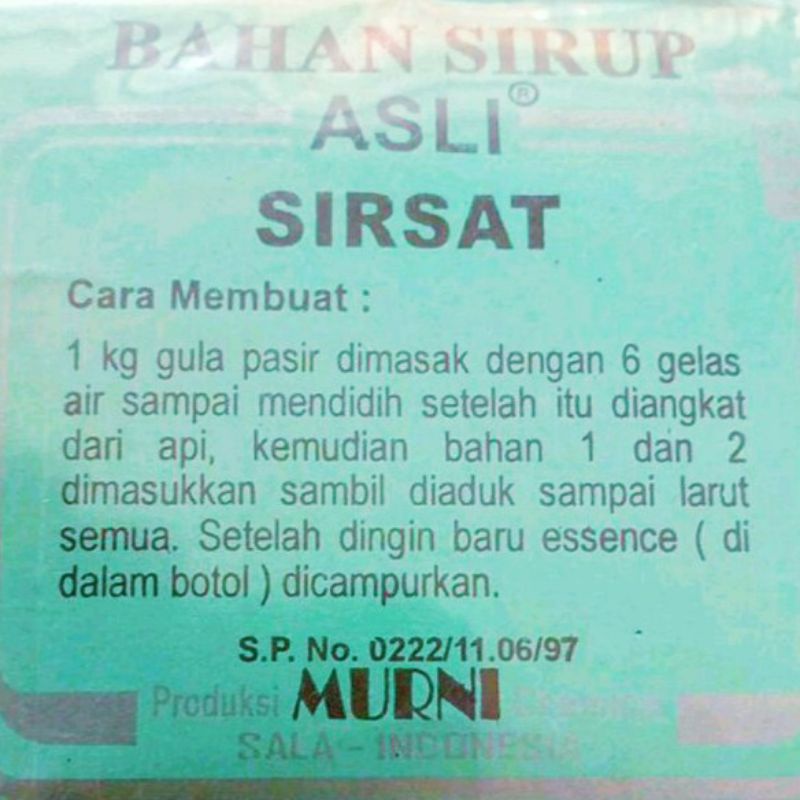 BAHAN SIRUP
ASLI®
SIRSAT
Cara Membuat :
1 kg gula pasir dimasak dengan 6 gelas
air sampai mendidih setelah itu diangkat
dari api, kemudian bahan 1 dan 2
dimasukkan sambil diaduk sampai larut
semua. Setelah dingin baru essence ( di
dalam botol ) dicampurkan.
S.P. No. 0222/11.06/97
Produksi MURNI
SALA - INDONESIA